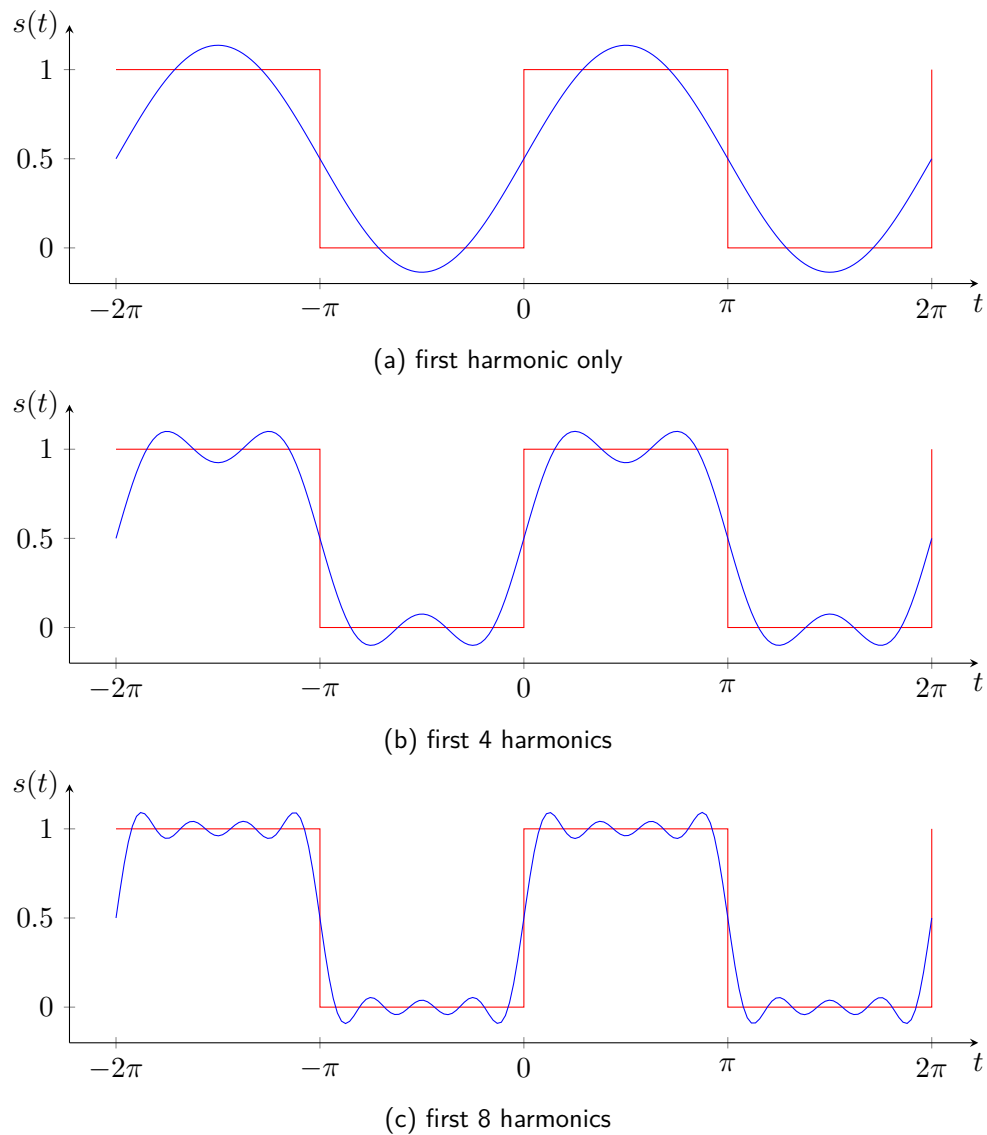 s(t)
1
0.5
0
−2π −π 0 π 2π t
(a) first harmonic only
s(t)
1
0.5
0
−2π −π 0 π 2π t
(b) first 4 harmonics
s(t)
1
0.5
0
−2π −π 0 π 2π t
(c) first 8 harmonics